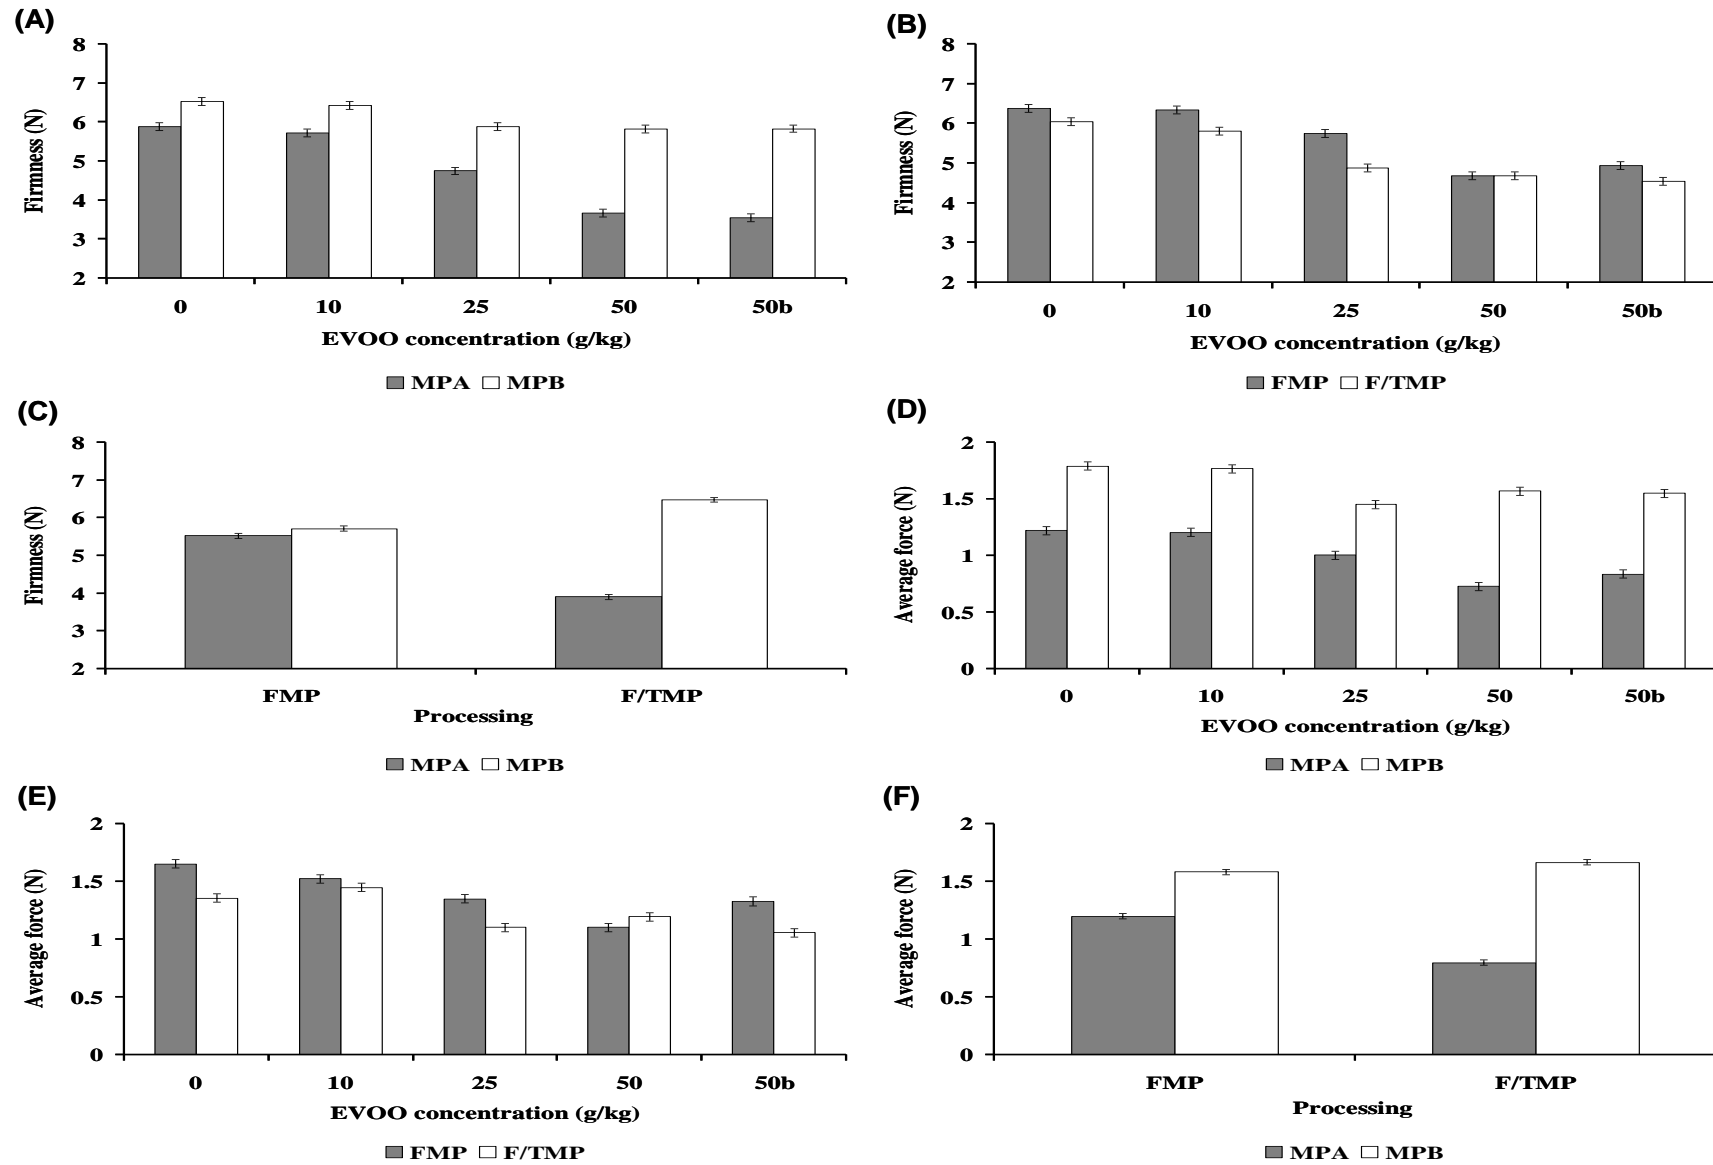 (A)
8
7
6
5
4
3
2
Firmness (N)
0 10 25 50 50b
EVOO concentration (g/kg)
MPA MPB
(B)
8
7
6
5
4
3
2
Firmness (N)
0 10 25 50 50b
EVOO concentration (g/kg)
FMP F/TMP
(C)
8
7
6
5
4
3
2
Firmness (N)
FMP F/TMP
Processing
MPA MPB
(D)
2
1.5
1
0.5
0
Average force (N)
0 10 25 50 50b
EVOO concentration (g/kg)
MPA MPB
(E)
2
1.5
1
0.5
0
Average force (N)
0 10 25 50 50b
EVOO concentration (g/kg)
FMP F/TMP
(F)
2
1.5
1
0.5
0
Average force (N)
FMP F/TMP
Processing
MPA MPB